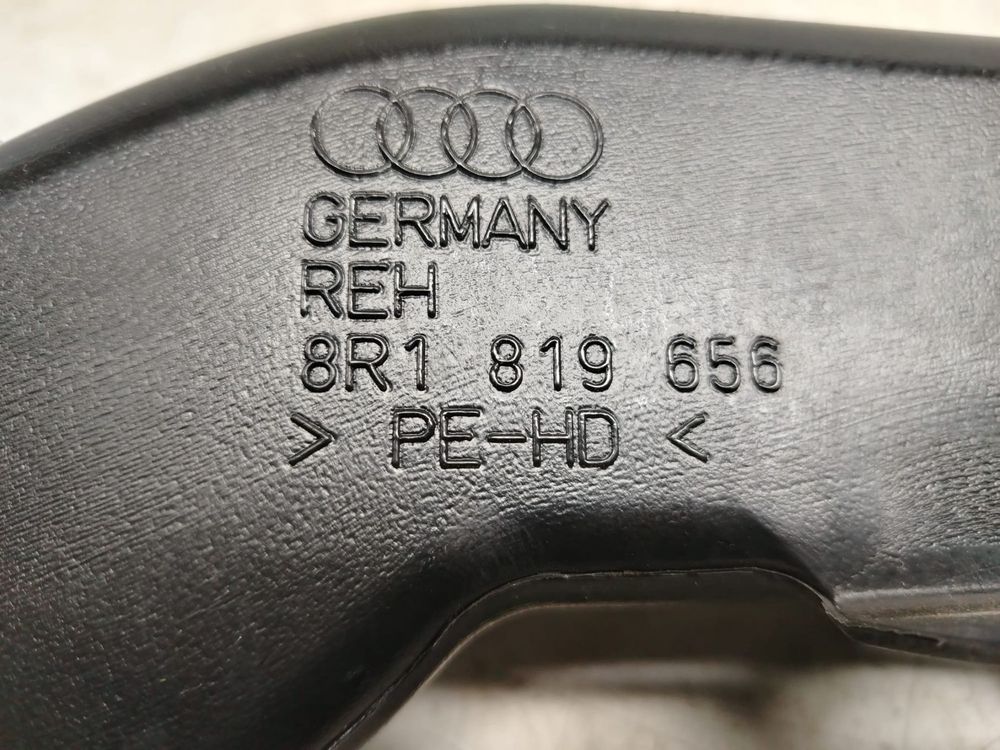 GERMANY
REH
8R1 819 656
> PE-HD <